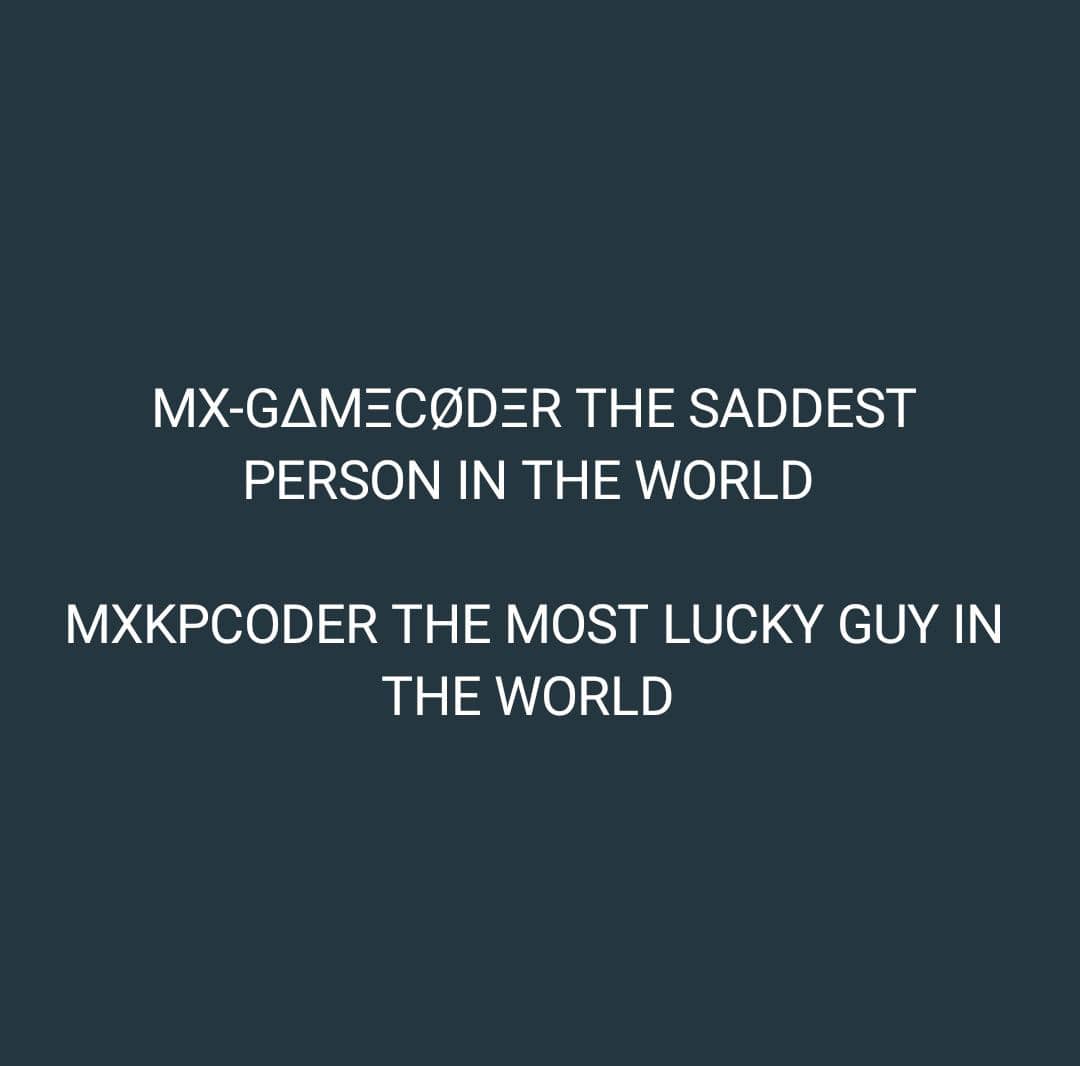 MX-GΔMΞCØDΞR THE SADDEST
PERSON IN THE WORLD
MXKPCODER THE MOST LUCKY GUY IN
THE WORLD